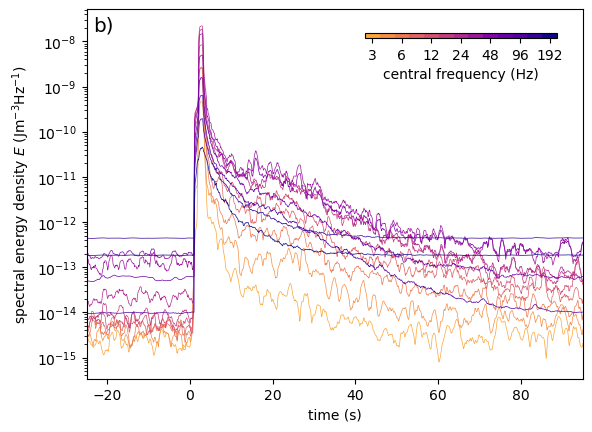 b)
3 6 12 24 48 96 192
central frequency (Hz)
spectral energy density E (Jm⁻³Hz⁻¹)
10⁻⁸
10⁻⁹
10⁻¹⁰
10⁻¹¹
10⁻¹²
10⁻¹³
10⁻¹⁴
10⁻¹⁵
−20 0 20 40 60 80
time (s)